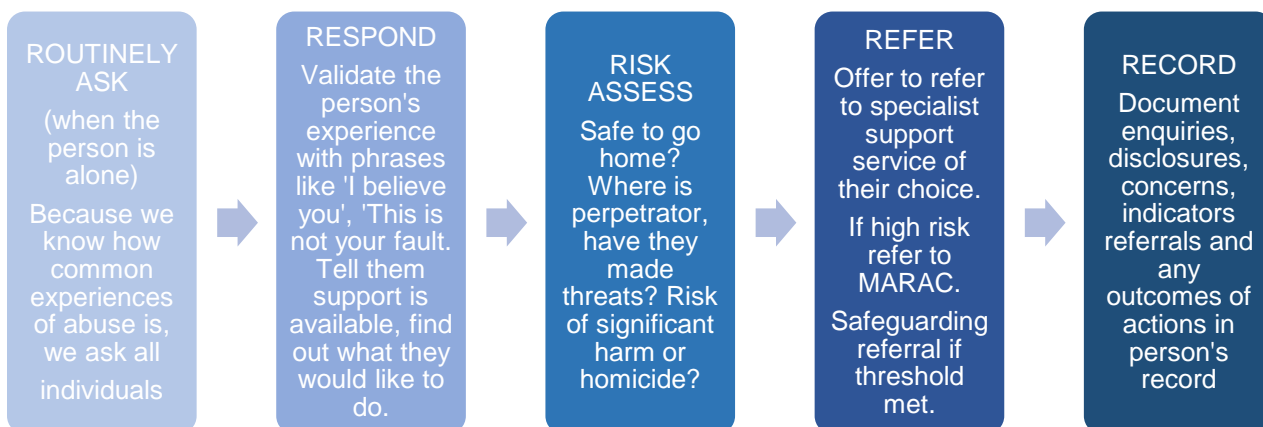 ROUTINELY
ASK
(when the
person is
alone)
Because we
know how
common
experiences
of abuse is,
we ask all
individuals
RESPOND
Validate the
person's
experience
with phrases
like 'I believe
you', 'This is
not your fault.
Tell them
support is
available, find
out what they
would like to
do.
RISK
ASSESS
Safe to go
home?
Where is
perpetrator,
have they
made
threats? Risk
of significant
harm or
homicide?
REFER
Offer to refer
to specialist
support
service of
their choice.
If high risk
refer to
MARAC.
Safeguarding
referral if
threshold
met.
RECORD
Document
enquiries,
disclosures,
concerns,
indicators
referrals and
any
outcomes of
actions in
person's
record